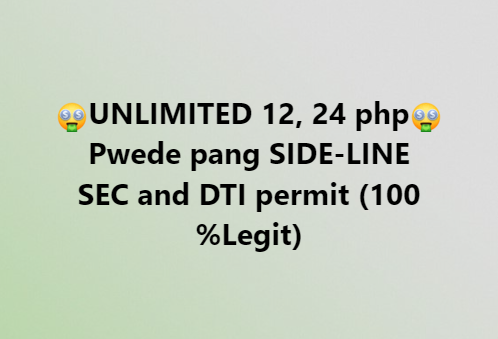 🤑UNLIMITED 12, 24 php🤑
Pwede pang SIDE-LINE
SEC and DTI permit (100
%Legit)